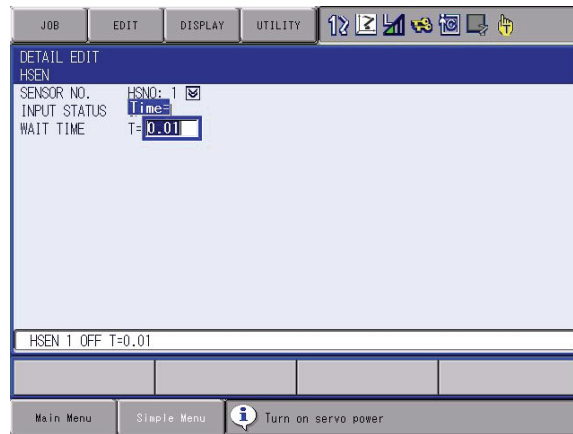 JOB EDIT DISPLAY UTILITY
DETAIL EDIT
HSEN
SENSOR NO. HSNO: 1
INPUT STATUS Time=
WAIT TIME T= 0.01
HSEN 1 OFF T=0.01
Main Menu Simple Menu Turn on servo power